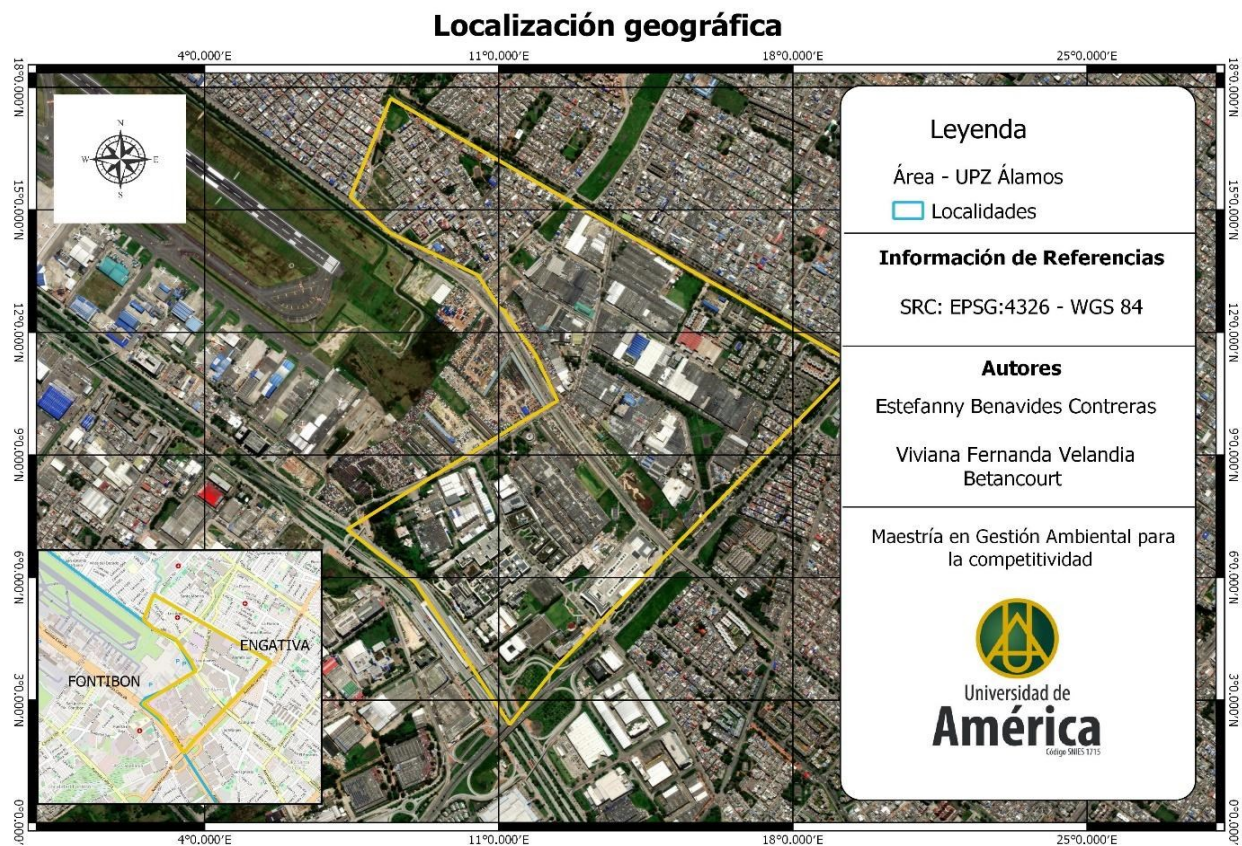 Localización geográfica
4°0.000'E
11°0.000'E
18°0.000'E
25°0.000'E
18°0.000'N
18°0.000'N
15°0.000'N
15°0.000'N
12°0.000'N
12°0.000'N
9°0.000'N
9°0.000'N
6°0.000'N
6°0.000'N
3°0.000'N
3°0.000'N
0°0.000'
0°0.000'
N
W
E
S
Leyenda
Área - UPZ Álamos
Localidades
Información de Referencias
SRC: EPSG:4326 - WGS 84
Autores
Estefanny Benavides Contreras
Viviana Fernanda Velandia
Betancourt
Maestría en Gestión Ambiental para
la competitividad
Universidad de
América
Código SNIES 1715
ENGATIVA
FONTIBON
4°0.000'E
11°0.000'E
18°0.000'E
25°0.000'E